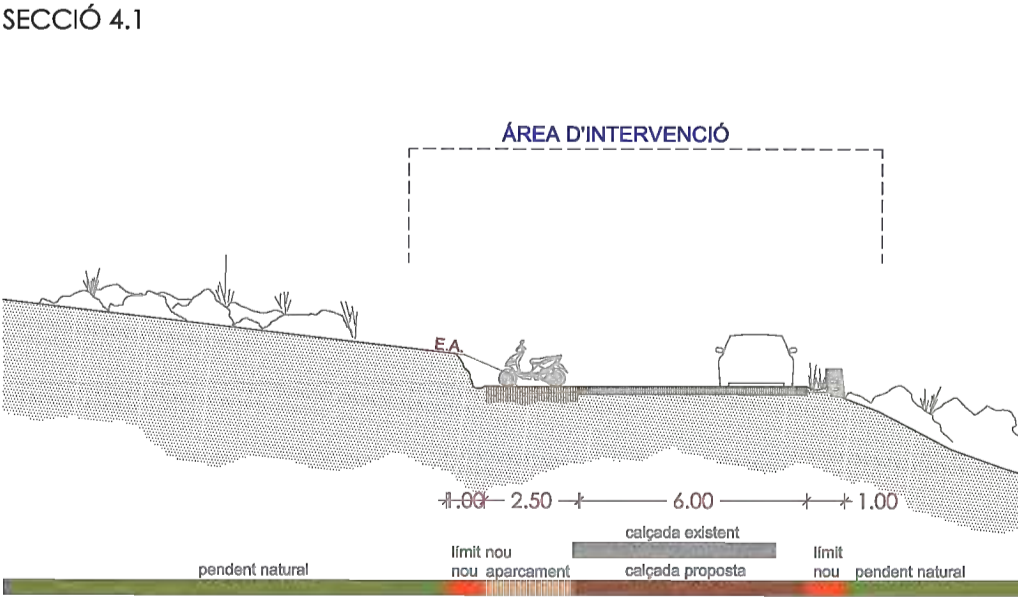 SECCIÓ 4.1
ÁREA D'INTERVENCIÓ
E.A.
1.00 2.50 6.00 1.00
calçada existent
límit nou límit
pendent natural nou aparcament calçada proposta nou pendent natural